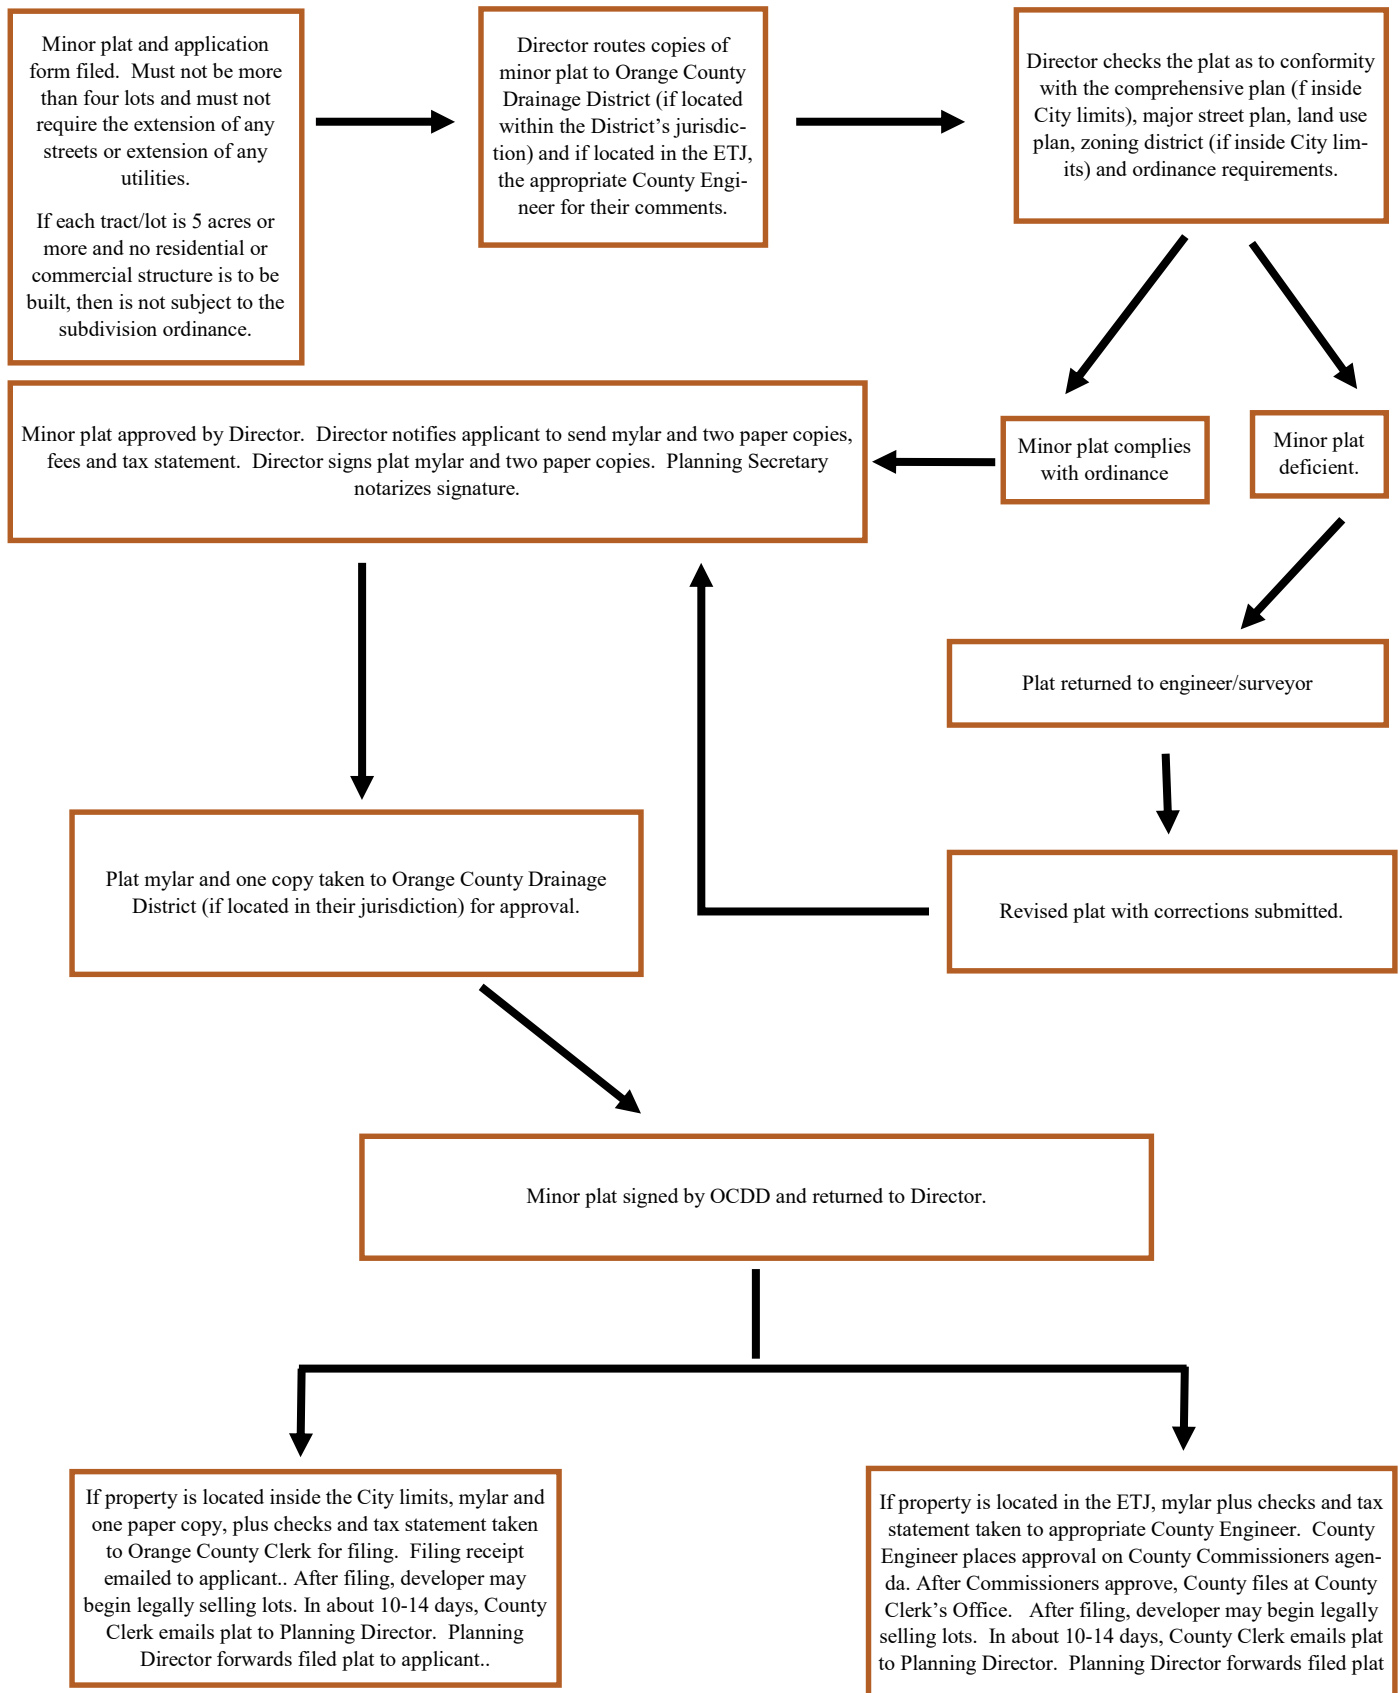 Minor plat and application
form filed.  Must not be more
than four lots and must not
require the extension of any
streets or extension of any
utilities.
If each tract/lot is 5 acres or
more and no residential or
commercial structure is to be
built, then is not subject to the
subdivision ordinance.
Director routes copies of
minor plat to Orange County
Drainage District (if located
within the District’s jurisdic-
tion) and if located in the ETJ,
the appropriate County Engi-
neer for their comments.
Director checks the plat as to conformity
with the comprehensive plan (f inside
City limits), major street plan, land use
plan, zoning district (if inside City lim-
its) and ordinance requirements.
Minor plat approved by Director.  Director notifies applicant to send mylar and two paper copies,
fees and tax statement.  Director signs plat mylar and two paper copies.  Planning Secretary
notarizes signature.
Minor plat complies
with ordinance
Minor plat
deficient.
Plat returned to engineer/surveyor
Plat mylar and one copy taken to Orange County Drainage
District (if located in their jurisdiction) for approval.
Revised plat with corrections submitted.
Minor plat signed by OCDD and returned to Director.
If property is located inside the City limits, mylar and
one paper copy, plus checks and tax statement taken
to Orange County Clerk for filing.  Filing receipt
emailed to applicant.. After filing, developer may
begin legally selling lots. In about 10-14 days, County
Clerk emails plat to Planning Director.  Planning
Director forwards filed plat to applicant..
If property is located in the ETJ, mylar plus checks and tax
statement taken to appropriate County Engineer.  County
Engineer places approval on County Commissioners agen-
da. After Commissioners approve, County files at County
Clerk’s Office.   After filing, developer may begin legally
selling lots.  In about 10-14 days, County Clerk emails plat
to Planning Director.  Planning Director forwards filed plat